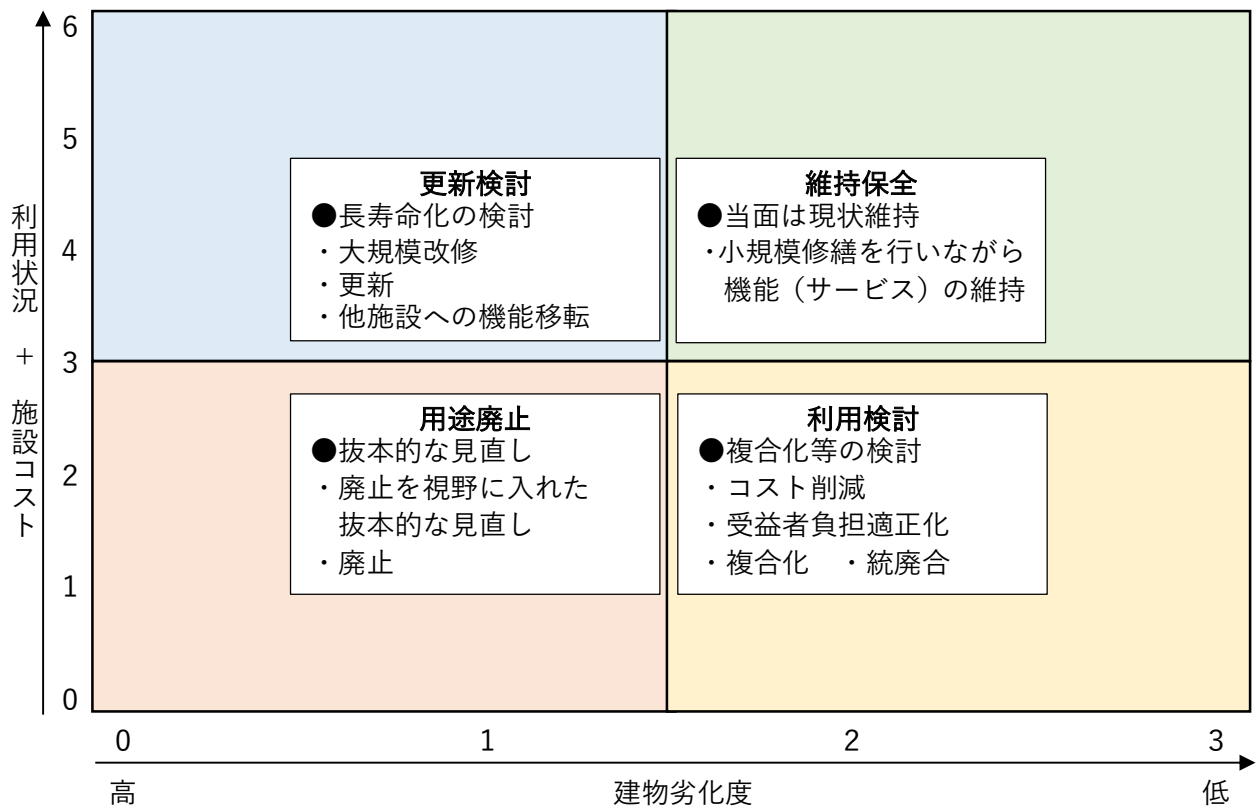 6
5
4
3
2
1
0
利用状況 + 施設コスト
更新検討
●長寿命化の検討
・大規模改修
・更新
・他施設への機能移転
維持保全
●当面は現状維持
・小規模修繕を行いながら
機能（サービス）の維持
用途廃止
●抜本的な見直し
・廃止を視野に入れた
抜本的な見直し
・廃止
利用検討
●複合化等の検討
・コスト削減
・受益者負担適正化
・複合化　・統廃合
0 1 2 3
高 建物劣化度 低